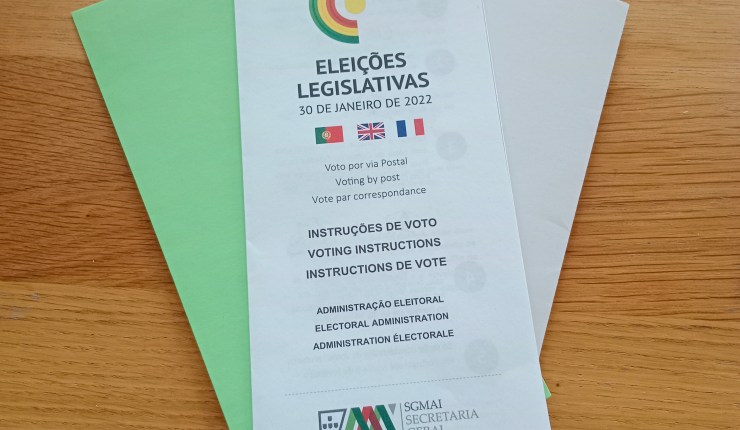 ELEIÇÕES
LEGISLATIVAS
30 DE JANEIRO DE 2022
Voto por via Postal
Voting by post
Vote par correspondance
INSTRUÇÕES DE VOTO
VOTING INSTRUCTIONS
INSTRUCTIONS DE VOTE
ADMINISTRAÇÃO ELEITORAL
ELECTORAL ADMINISTRATION
ADMINISTRATION ÉLECTORALE
SGMAI
SECRETARIA
GERAL